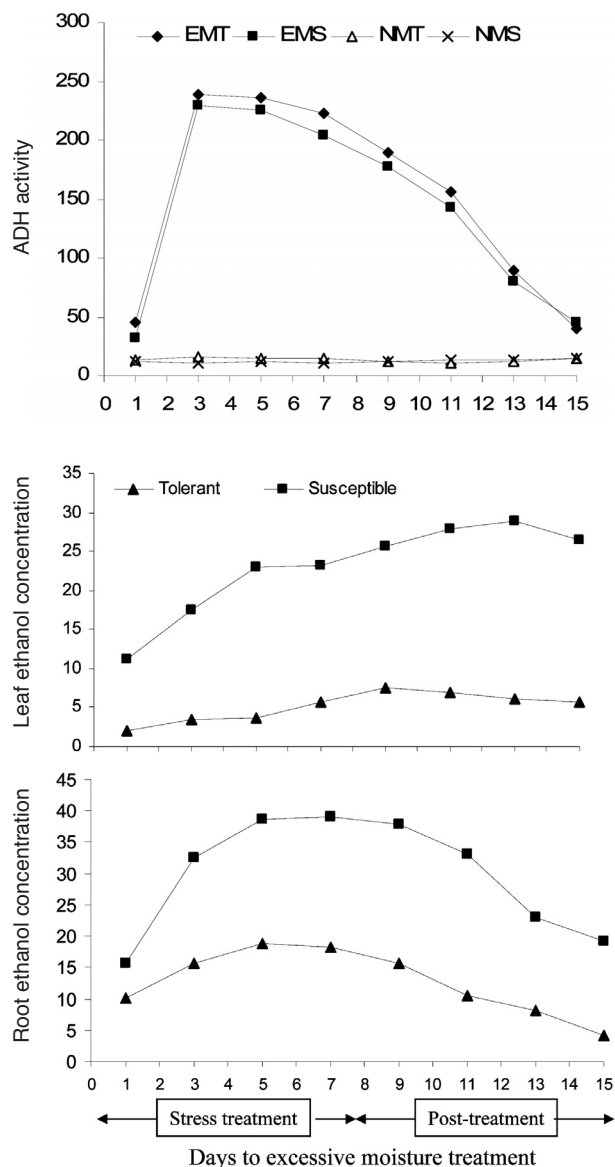 EMT EMS NMT NMS
ADH activity
300
250
200
150
100
50
0
0 1 2 3 4 5 6 7 8 9 10 11 12 13 14 15
Tolerant Susceptible
Leaf ethanol concentration
35
30
25
20
15
10
5
0
Root ethanol concentration
45
40
35
30
25
20
15
10
5
0
0 1 2 3 4 5 6 7 8 9 10 11 12 13 14 15
Stress treatment Post-treatment
Days to excessive moisture treatment